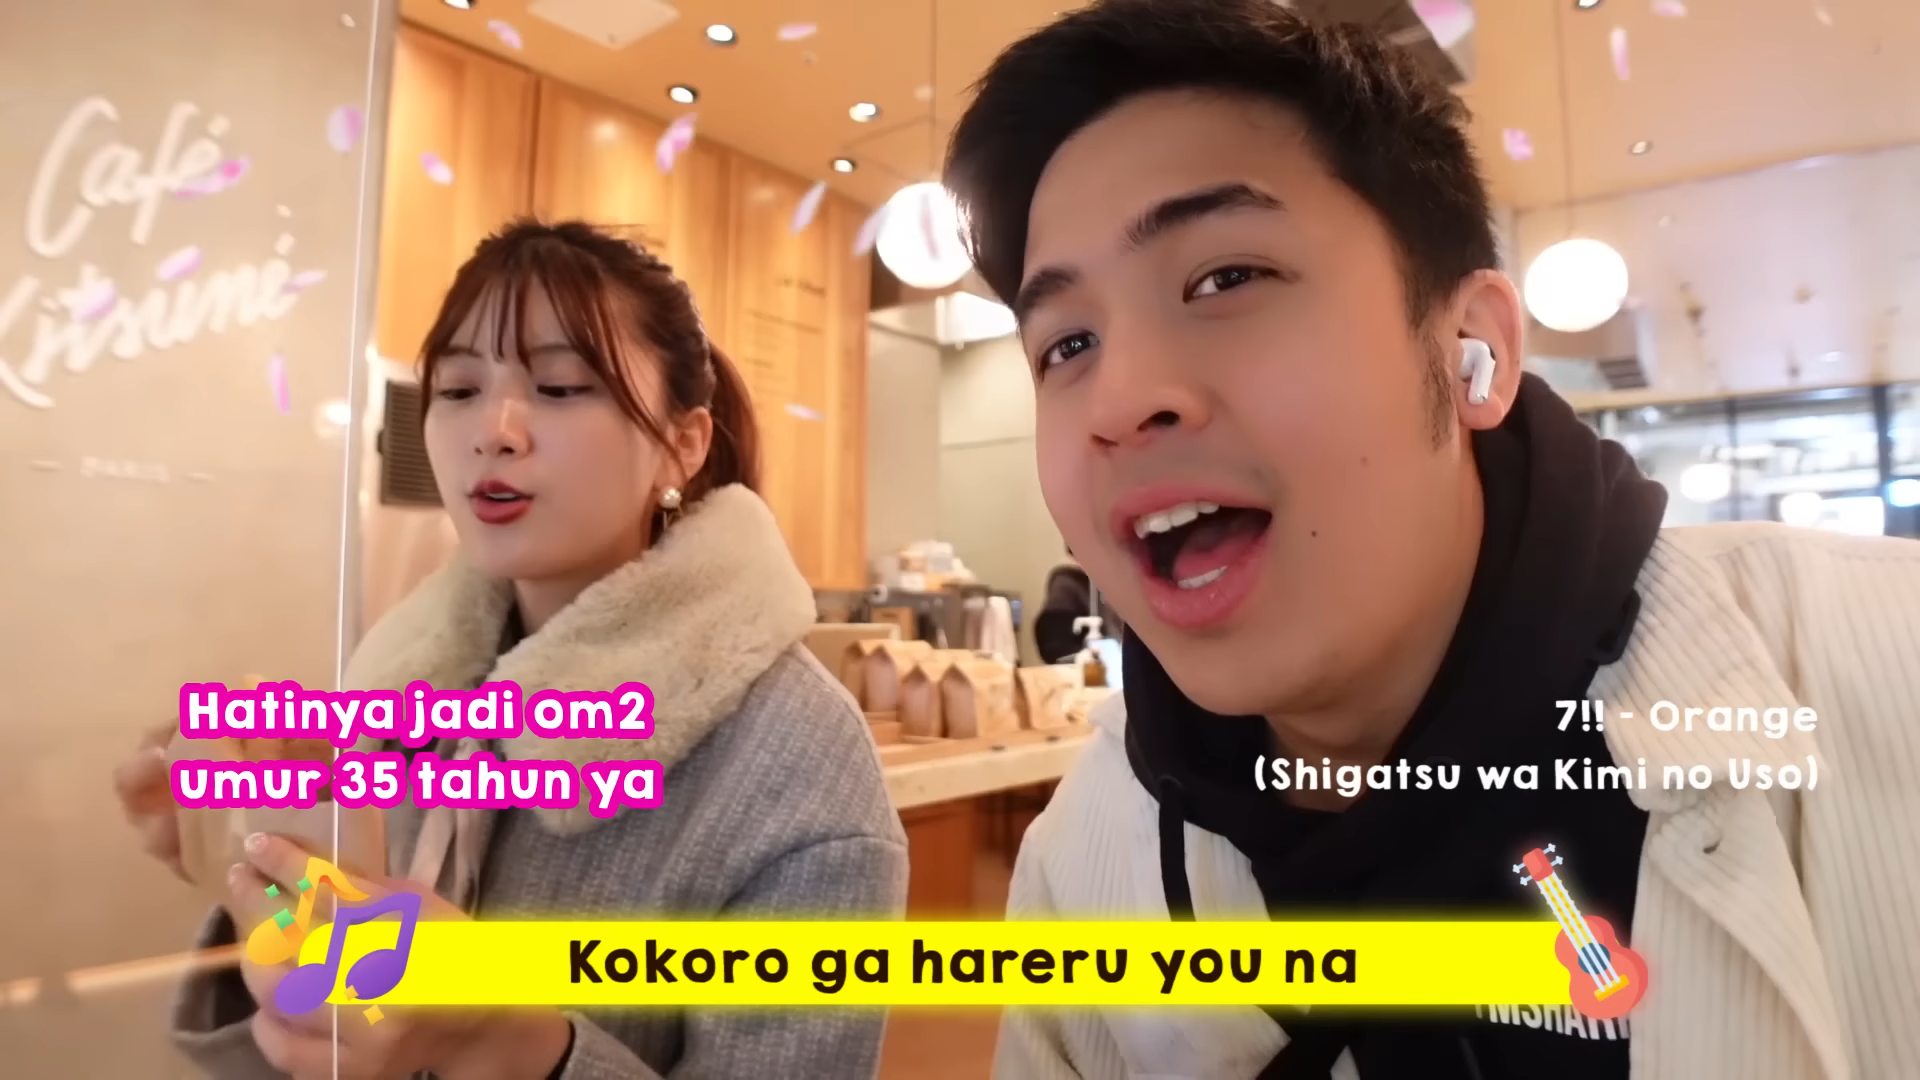 Café
Kitsuné
PARIS
Hatinya jadi om2
umur 35 tahun ya
7!! - Orange
(Shigatsu wa Kimi no Uso)
Kokoro ga hareru you na